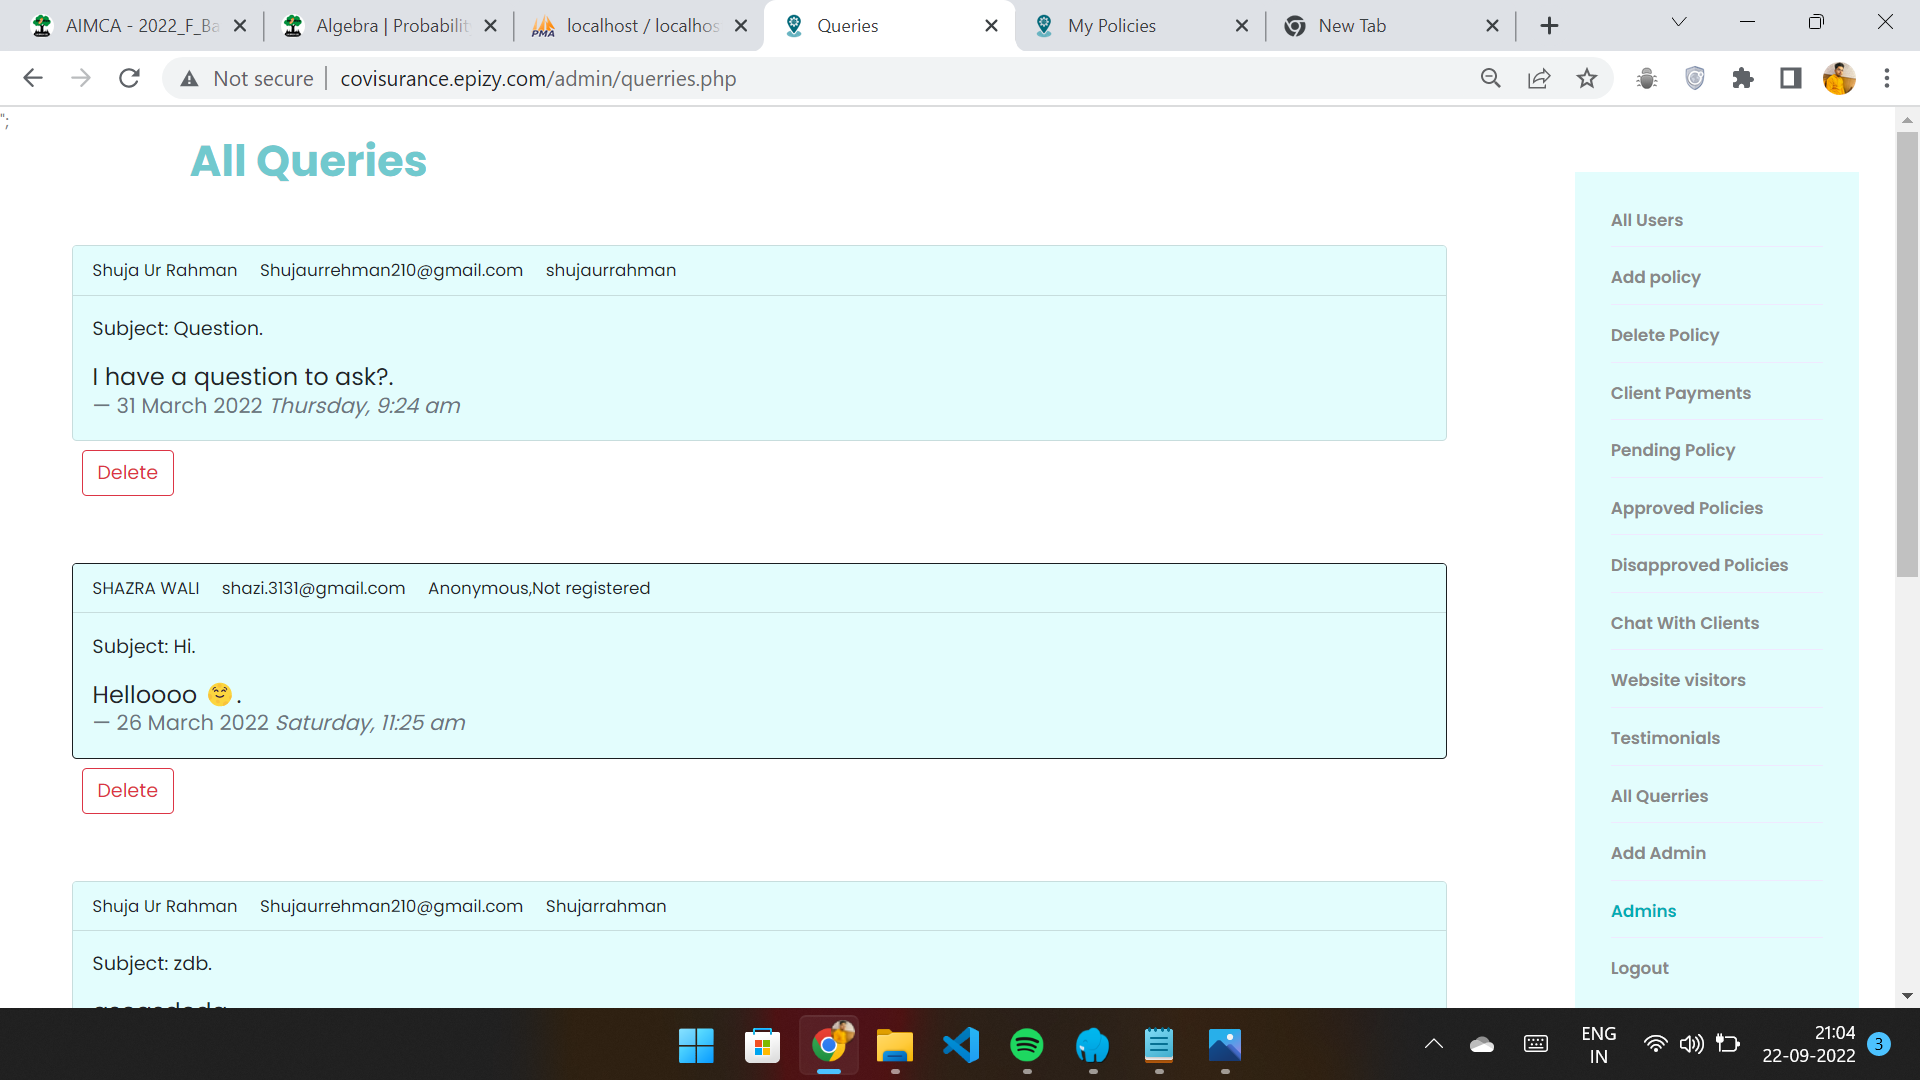 AIMCA - 2022_F_Ba
Algebra | Probabilit
localhost / localhos
Queries
My Policies
New Tab
Not secure
covisurance.epizy.com/admin/querries.php
";
All Queries
Shuja Ur Rahman Shujaurrehman210@gmail.com shujaurrahman
Subject: Question.
I have a question to ask?.
— 31 March 2022 Thursday, 9:24 am
Delete
SHAZRA WALI shazi.3131@gmail.com Anonymous,Not registered
Subject: Hi.
Helloooo 😊.
— 26 March 2022 Saturday, 11:25 am
Delete
Shuja Ur Rahman Shujaurrehman210@gmail.com Shujarrahman
Subject: zdb.
All Users
Add policy
Delete Policy
Client Payments
Pending Policy
Approved Policies
Disapproved Policies
Chat With Clients
Website visitors
Testimonials
All Querries
Add Admin
Admins
Logout
ENG
IN
21:04
22-09-2022
3
PMA